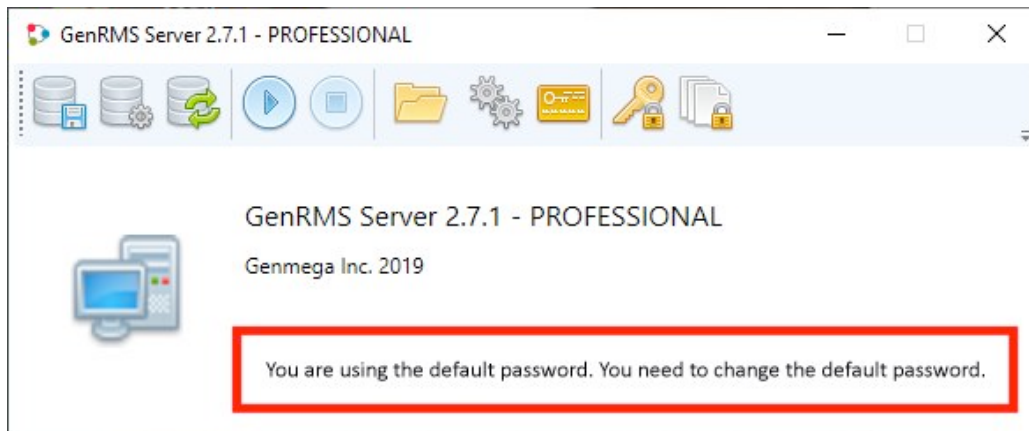 GenRMS Server 2.7.1 - PROFESSIONAL
GenRMS Server 2.7.1 - PROFESSIONAL
Genmega Inc. 2019
You are using the default password. You need to change the default password.